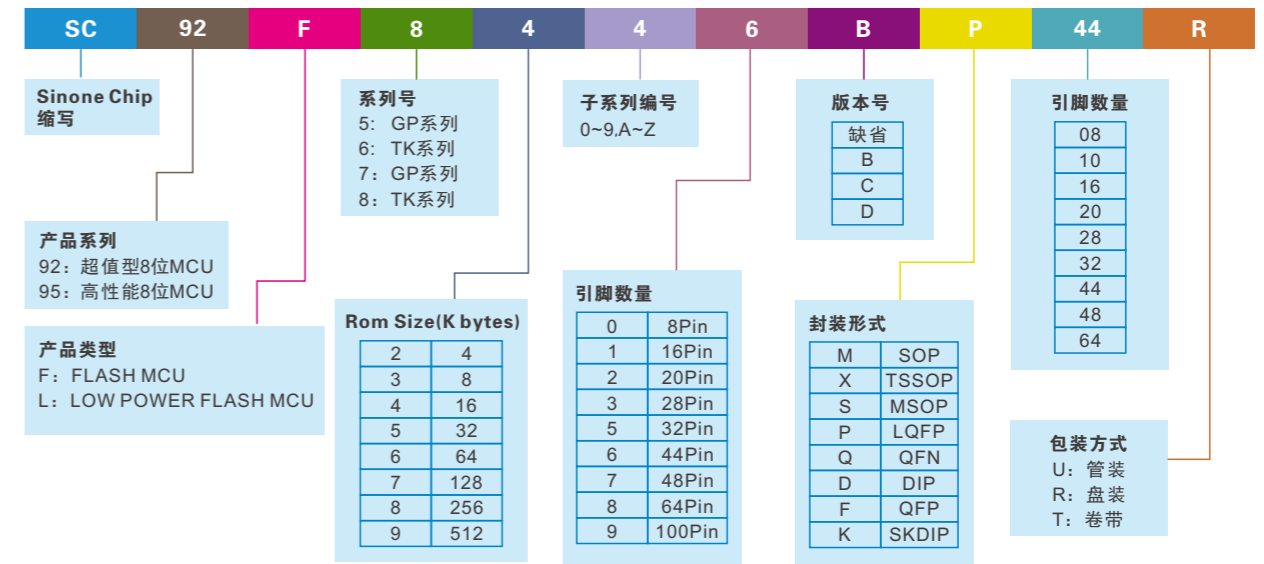 SC 92 F 8 4 4 6 B P 44 R
Sinone Chip
缩写
产品系列
92：超值型8位MCU
95：高性能8位MCU
产品类型
F：FLASH MCU
L：LOW POWER FLASH MCU
系列号
5：GP系列
6：TK系列
7：GP系列
8：TK系列
Rom Size(K bytes)
2 4
3 8
4 16
5 32
6 64
7 128
8 256
9 512
子系列编号
0~9,A~Z
引脚数量
0 8Pin
1 16Pin
2 20Pin
3 28Pin
5 32Pin
6 44Pin
7 48Pin
8 64Pin
9 100Pin
版本号
缺省
B
C
D
封装形式
M SOP
X TSSOP
S MSOP
P LQFP
Q QFN
D DIP
F QFP
K SKDIP
引脚数量
08
10
16
20
28
32
44
48
64
包装方式
U：管装
R：盘装
T：卷带